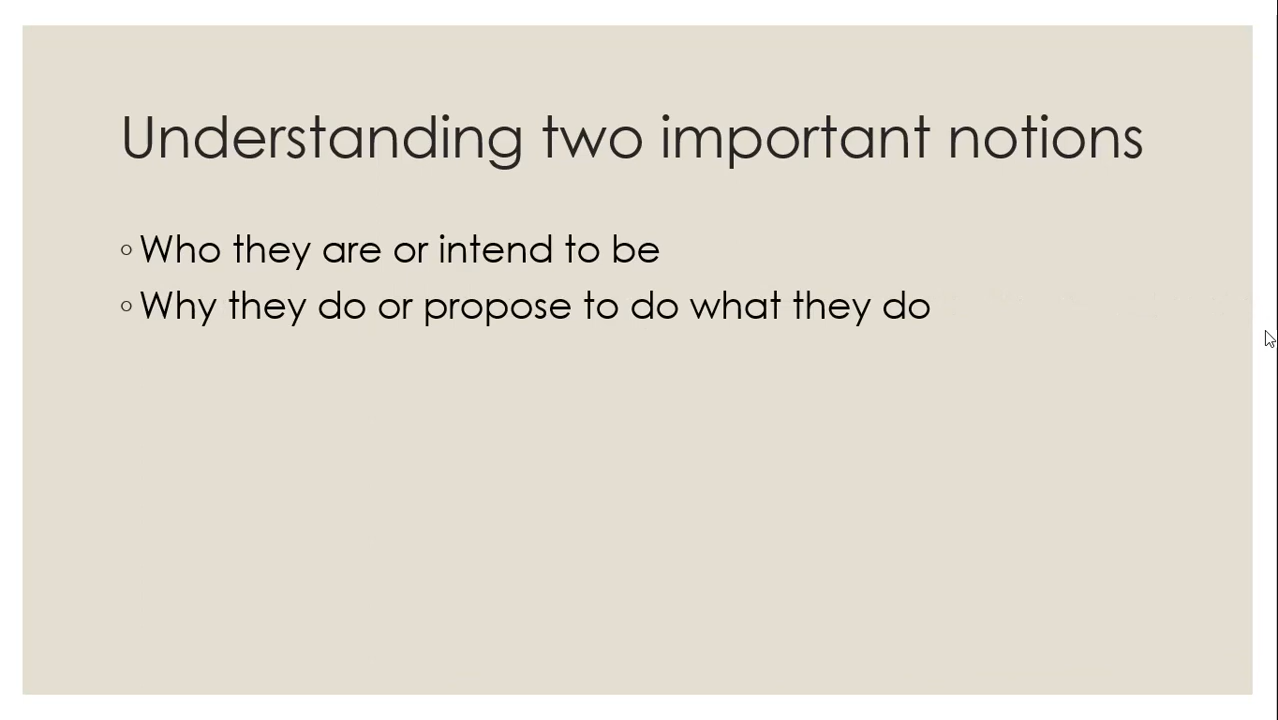 Understanding two important notions
◦Who they are or intend to be
◦Why they do or propose to do what they do